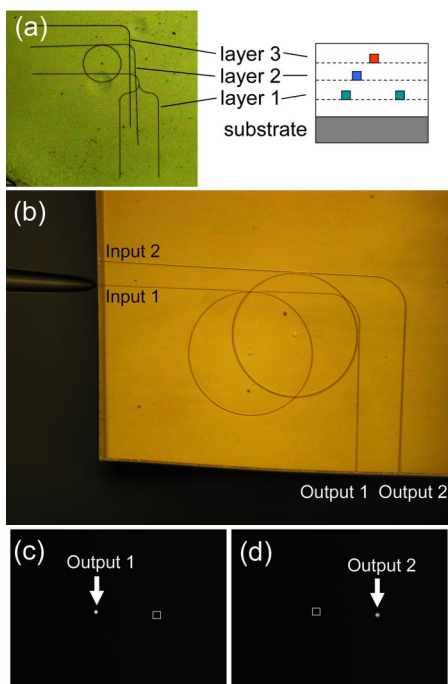 (a)
layer 3
layer 2
layer 1
substrate
(b)
Input 2
Input 1
Output 1 Output 2
(c)
Output 1
(d)
Output 2